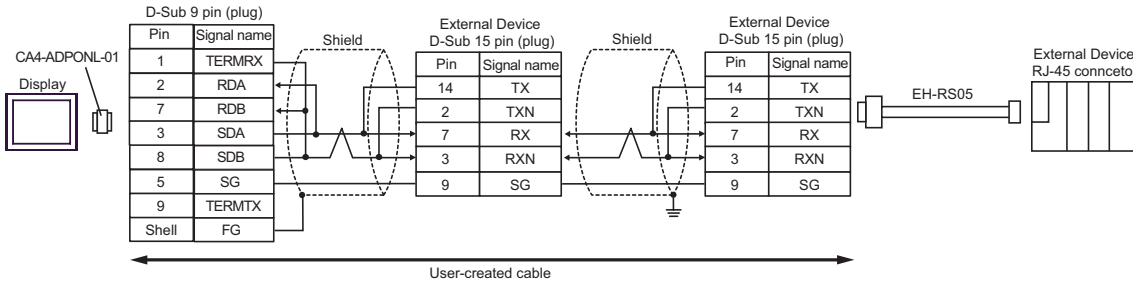 D-Sub 9 pin (plug)
Pin Signal name
1 TERMRX
2 RDA
7 RDB
3 SDA
8 SDB
5 SG
9 TERMTX
Shell FG
CA4-ADPONL-01
Display
Shield
External Device
D-Sub 15 pin (plug)
Pin Signal name
14 TX
2 TXN
7 RX
3 RXN
9 SG
Shield
External Device
D-Sub 15 pin (plug)
Pin Signal name
14 TX
2 TXN
7 RX
3 RXN
9 SG
EH-RS05
External Device
RJ-45 connceto
User-created cable